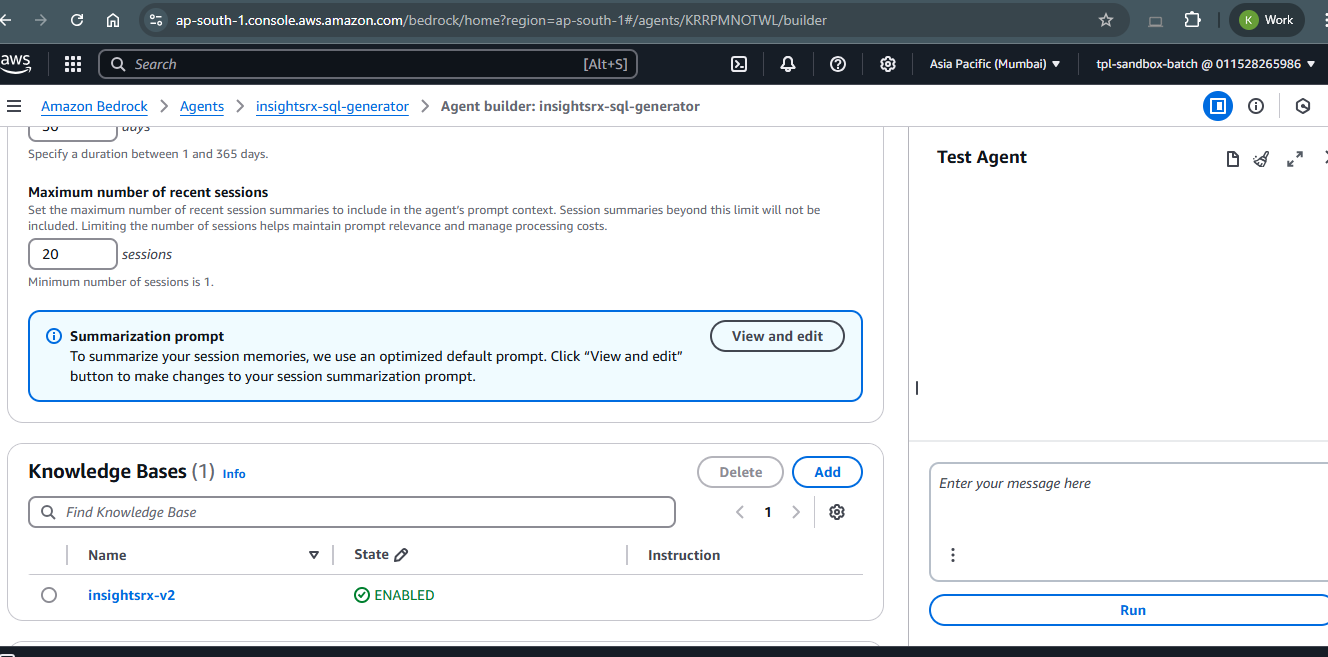 ap-south-1.console.aws.amazon.com/bedrock/home?region=ap-south-1#/agents/KRRPMNOTWL/builder
K Work
aws
Search [Alt+S]
Asia Pacific (Mumbai)
tpl-sandbox-batch @ 011528265986
Amazon Bedrock
Agents
insightsrx-sql-generator
Agent builder: insightsrx-sql-generator
30 days
Specify a duration between 1 and 365 days.
Maximum number of recent sessions
Set the maximum number of recent session summaries to include in the agent's prompt context. Session summaries beyond this limit will not be
included. Limiting the number of sessions helps maintain prompt relevance and manage processing costs.
20 sessions
Minimum number of sessions is 1.
Summarization prompt
To summarize your session memories, we use an optimized default prompt. Click “View and edit”
button to make changes to your session summarization prompt.
View and edit
Knowledge Bases (1) Info
Delete
Add
Find Knowledge Base
1
Name State Instruction
insightsrx-v2 ENABLED
Test Agent
Enter your message here
Run